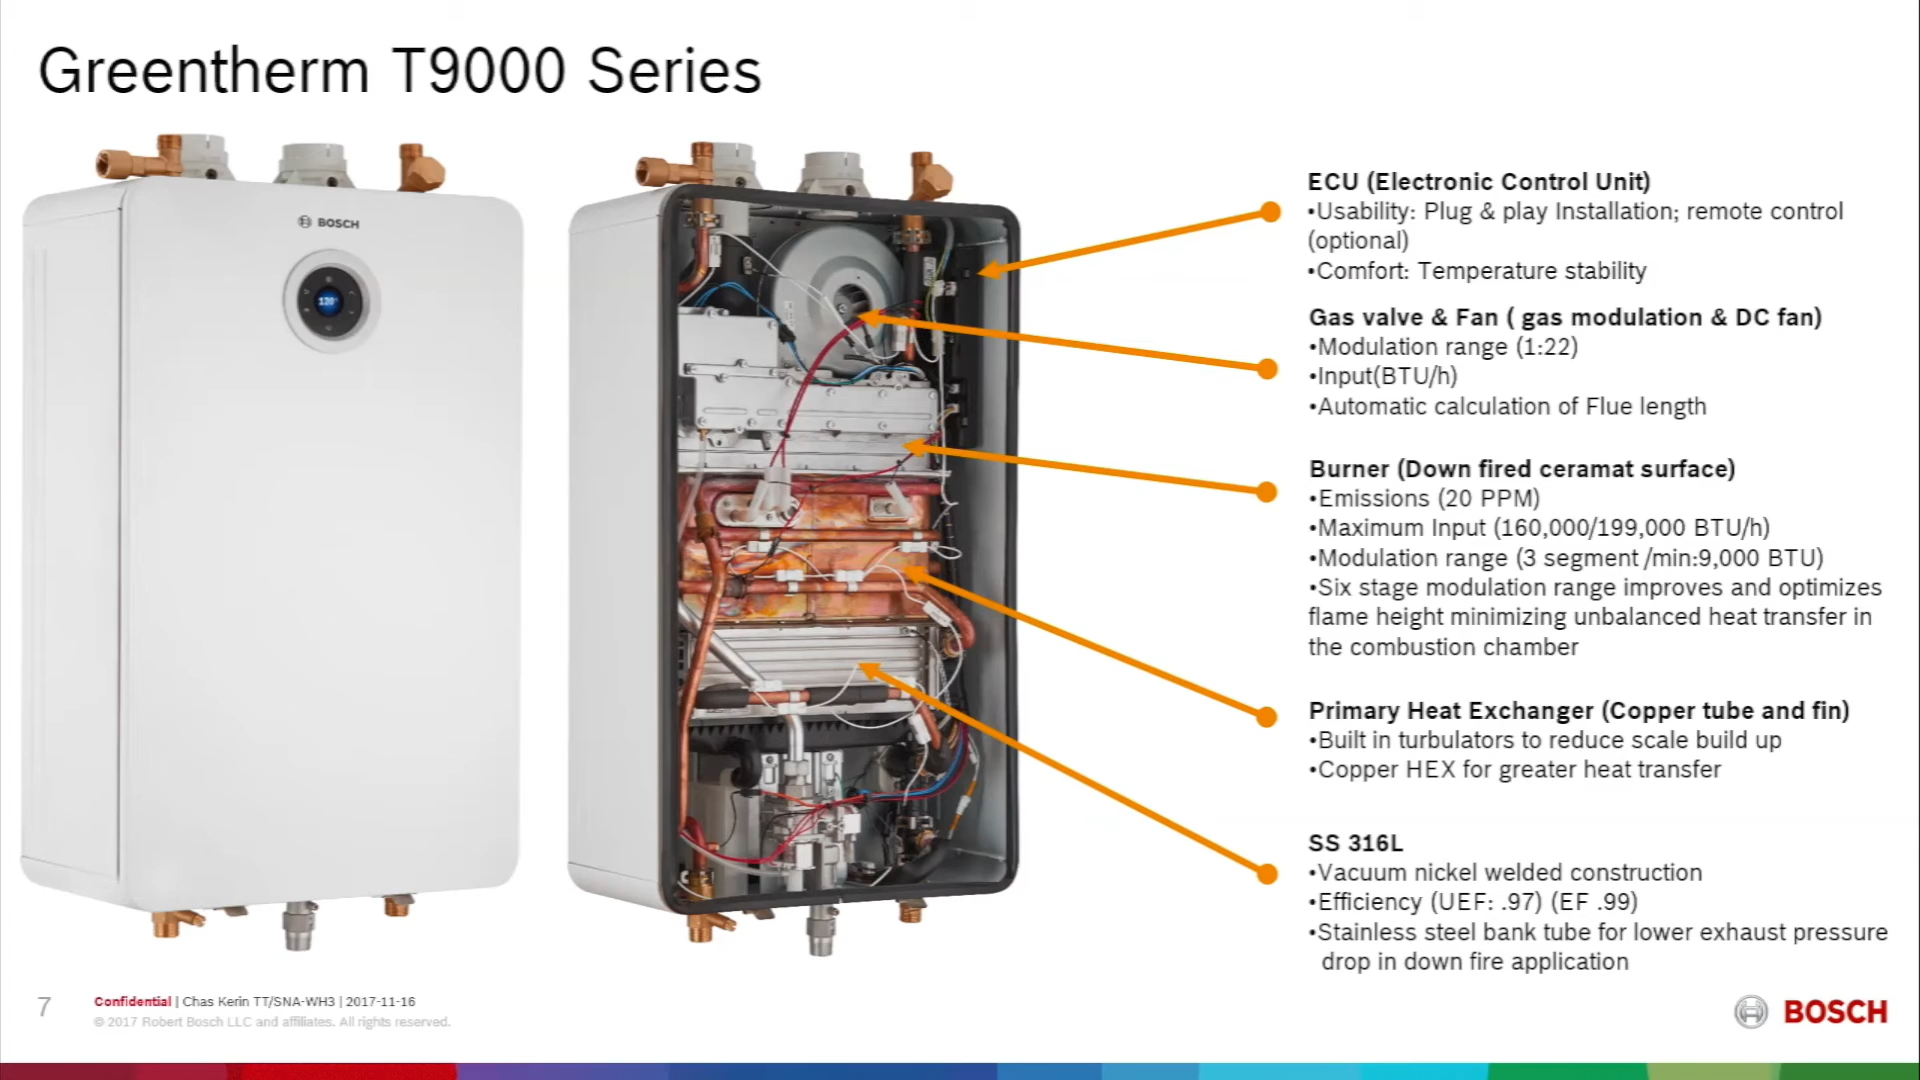 Greentherm T9000 Series
BOSCH
120°
ECU (Electronic Control Unit)
•Usability: Plug & play Installation; remote control
(optional)
•Comfort: Temperature stability
Gas valve & Fan ( gas modulation & DC fan)
•Modulation range (1:22)
•Input(BTU/h)
•Automatic calculation of Flue length
Burner (Down fired ceramat surface)
•Emissions (20 PPM)
•Maximum Input (160,000/199,000 BTU/h)
•Modulation range (3 segment /min:9,000 BTU)
•Six stage modulation range improves and optimizes
flame height minimizing unbalanced heat transfer in
the combustion chamber
Primary Heat Exchanger (Copper tube and fin)
•Built in turbulators to reduce scale build up
•Copper HEX for greater heat transfer
SS 316L
•Vacuum nickel welded construction
•Efficiency (UEF: .97) (EF .99)
•Stainless steel bank tube for lower exhaust pressure
drop in down fire application
7
Confidential | Chas Kerin TT/SNA-WH3 | 2017-11-16
© 2017 Robert Bosch LLC and affiliates. All rights reserved.
BOSCH